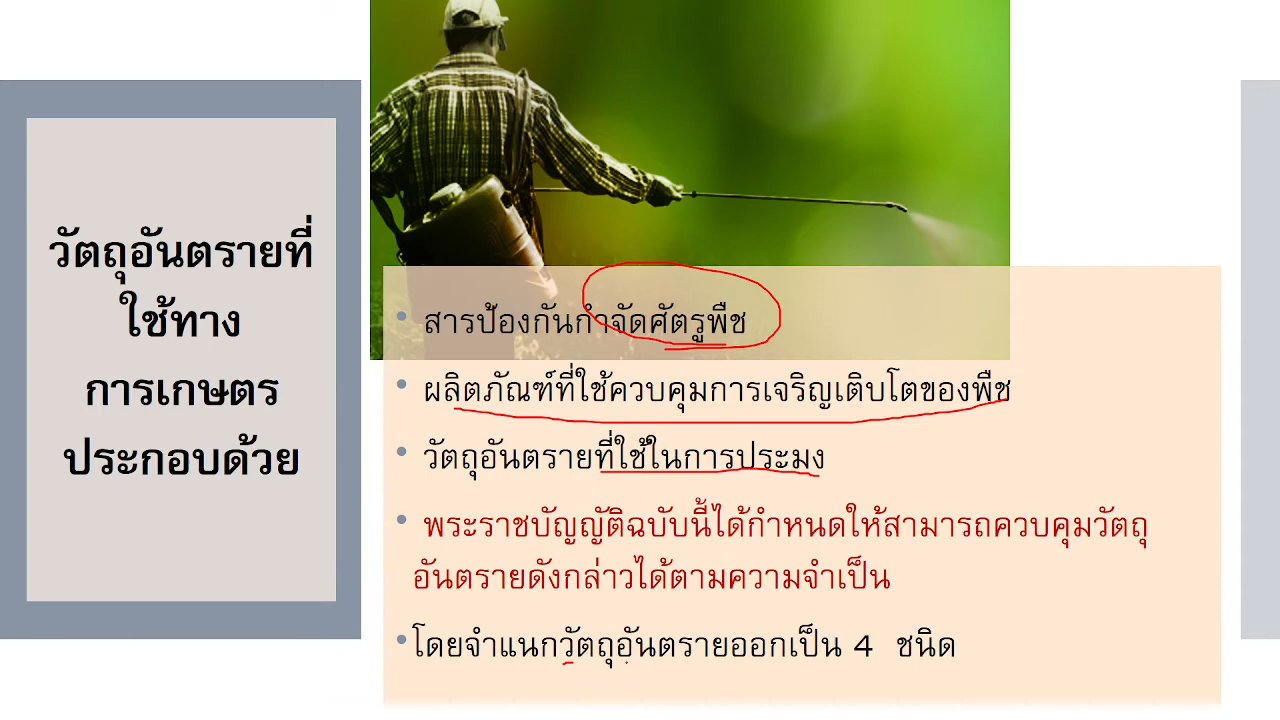 วัตถุอันตรายที่
ใช้ทาง
การเกษตร
ประกอบด้วย
• สารป้องกันกำจัดศัตรูพืช
• ผลิตภัณฑ์ที่ใช้ควบคุมการเจริญเติบโตของพืช
• วัตถุอันตรายที่ใช้ในการประมง
• พระราชบัญญัติฉบับนี้ได้กำหนดให้สามารถควบคุมวัตถุ
อันตรายดังกล่าวได้ตามความจำเป็น
• โดยจำแนกวัตถุอันตรายออกเป็น 4 ชนิด